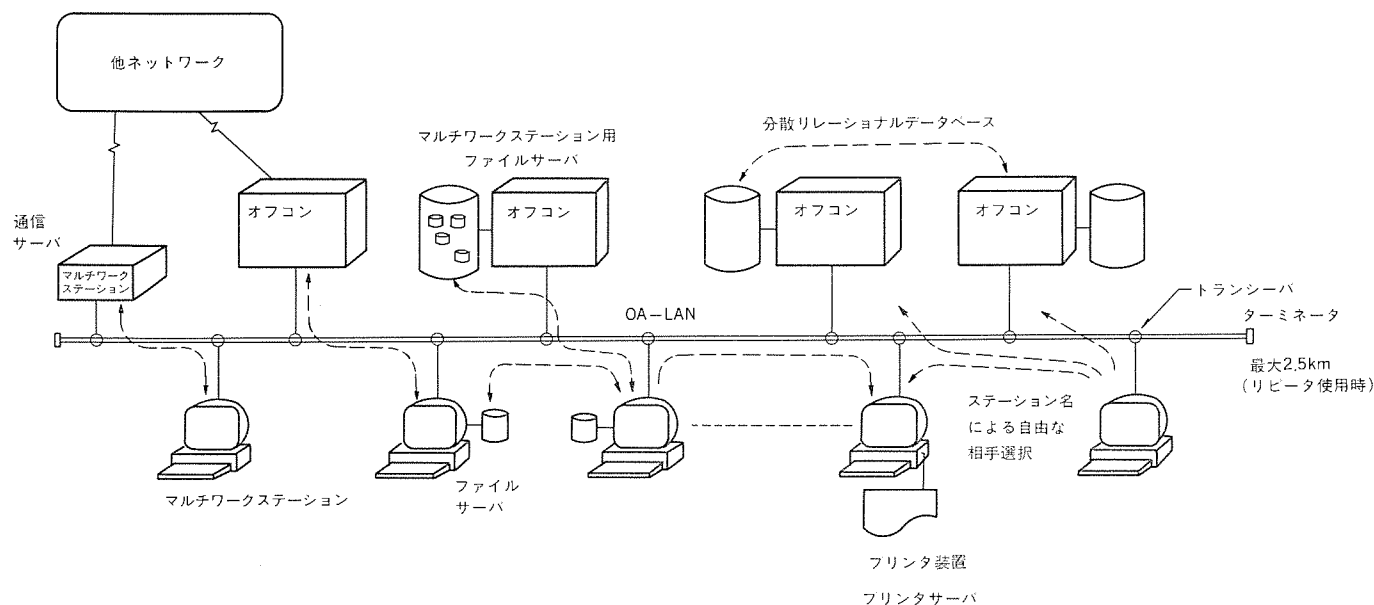 他ネットワーク
マルチワークステーション用
ファイルサーバ
分散リレーショナルデータベース
オフコン
オフコン
オフコン
オフコン
通信
サーバ
マルチワーク
ステーション
OA-LAN
トランシーバ
ターミネータ
最大2.5km
(リピータ使用時)
ステーション名
による自由な
相手選択
マルチワークステーション
ファイル
サーバ
プリンタ装置
プリンタサーバ